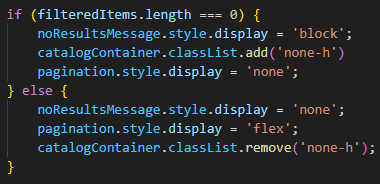 if (filteredItems.length === 0) {
    noResultsMessage.style.display = 'block';
    catalogContainer.classList.add('none-h')
    pagination.style.display = 'none';
} else {
    noResultsMessage.style.display = 'none';
    pagination.style.display = 'flex';
    catalogContainer.classList.remove('none-h');
}